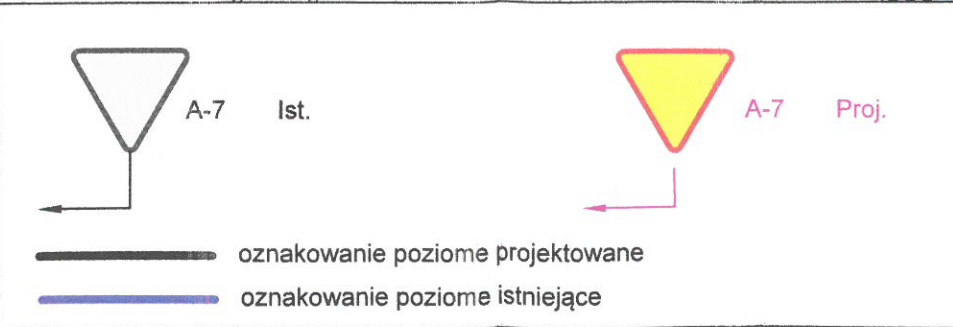 A-7 Ist. A-7 Proj.
oznakowanie poziome projektowane
oznakowanie poziome istniejące